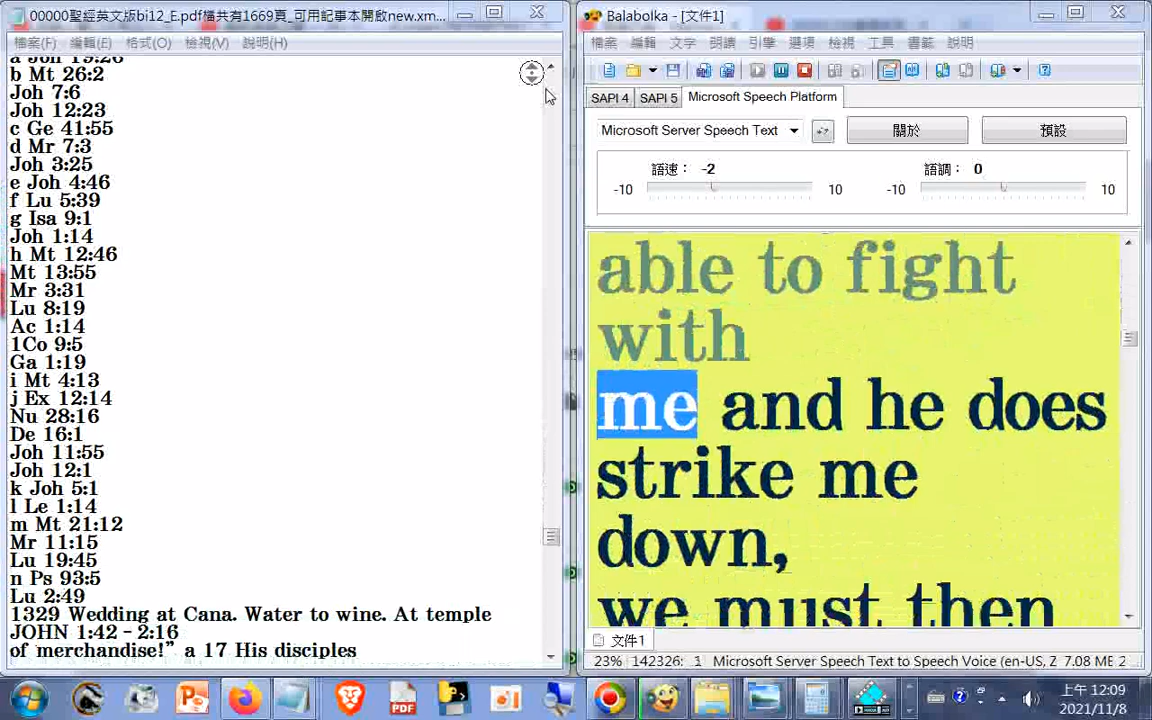 00000聖經英文版bi12_E.pdf檔共有1669頁_可用記事本開啟new.xm...
檔案(F) 編輯(E) 格式(O) 檢視(V) 說明(H)
a Joh 19:26
b Mt 26:2
Joh 7:6
Joh 12:23
c Ge 41:55
d Mr 7:3
Joh 3:25
e Joh 4:46
f Lu 5:39
g Isa 9:1
Joh 1:14
h Mt 12:46
Mt 13:55
Mr 3:31
Lu 8:19
Ac 1:14
1Co 9:5
Ga 1:19
i Mt 4:13
j Ex 12:14
Nu 28:16
De 16:1
Joh 11:55
Joh 12:1
k Joh 5:1
l Le 1:14
m Mt 21:12
Mr 11:15
Lu 19:45
n Ps 93:5
Lu 2:49
1329 Wedding at Cana. Water to wine. At temple
JOHN 1:42–2:16
of merchandise!” a 17 His disciples
Balabolka - [文件1]
檔案 編輯 文字 朗讀 引擎 選項 檢視 工具 書籤 說明
SAPI 4 SAPI 5 Microsoft Speech Platform
Microsoft Server Speech Text 關於 預設
語速： -2 語調： 0
-10 10 -10 10
able to fight
with
me and he does
strike me
down,
we must then
文件1
23% 142326: 1 Microsoft Server Speech Text to Speech Voice (en-US, Z 7.08 ME 2
PDF
上午 12:09
2021/11/8